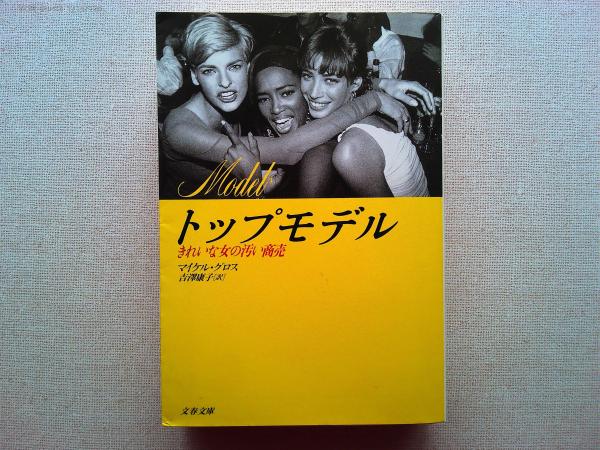 Model
トップモデル
きれいな女の汚い商売
マイケル・グロス
吉澤康子[訳]
文春文庫